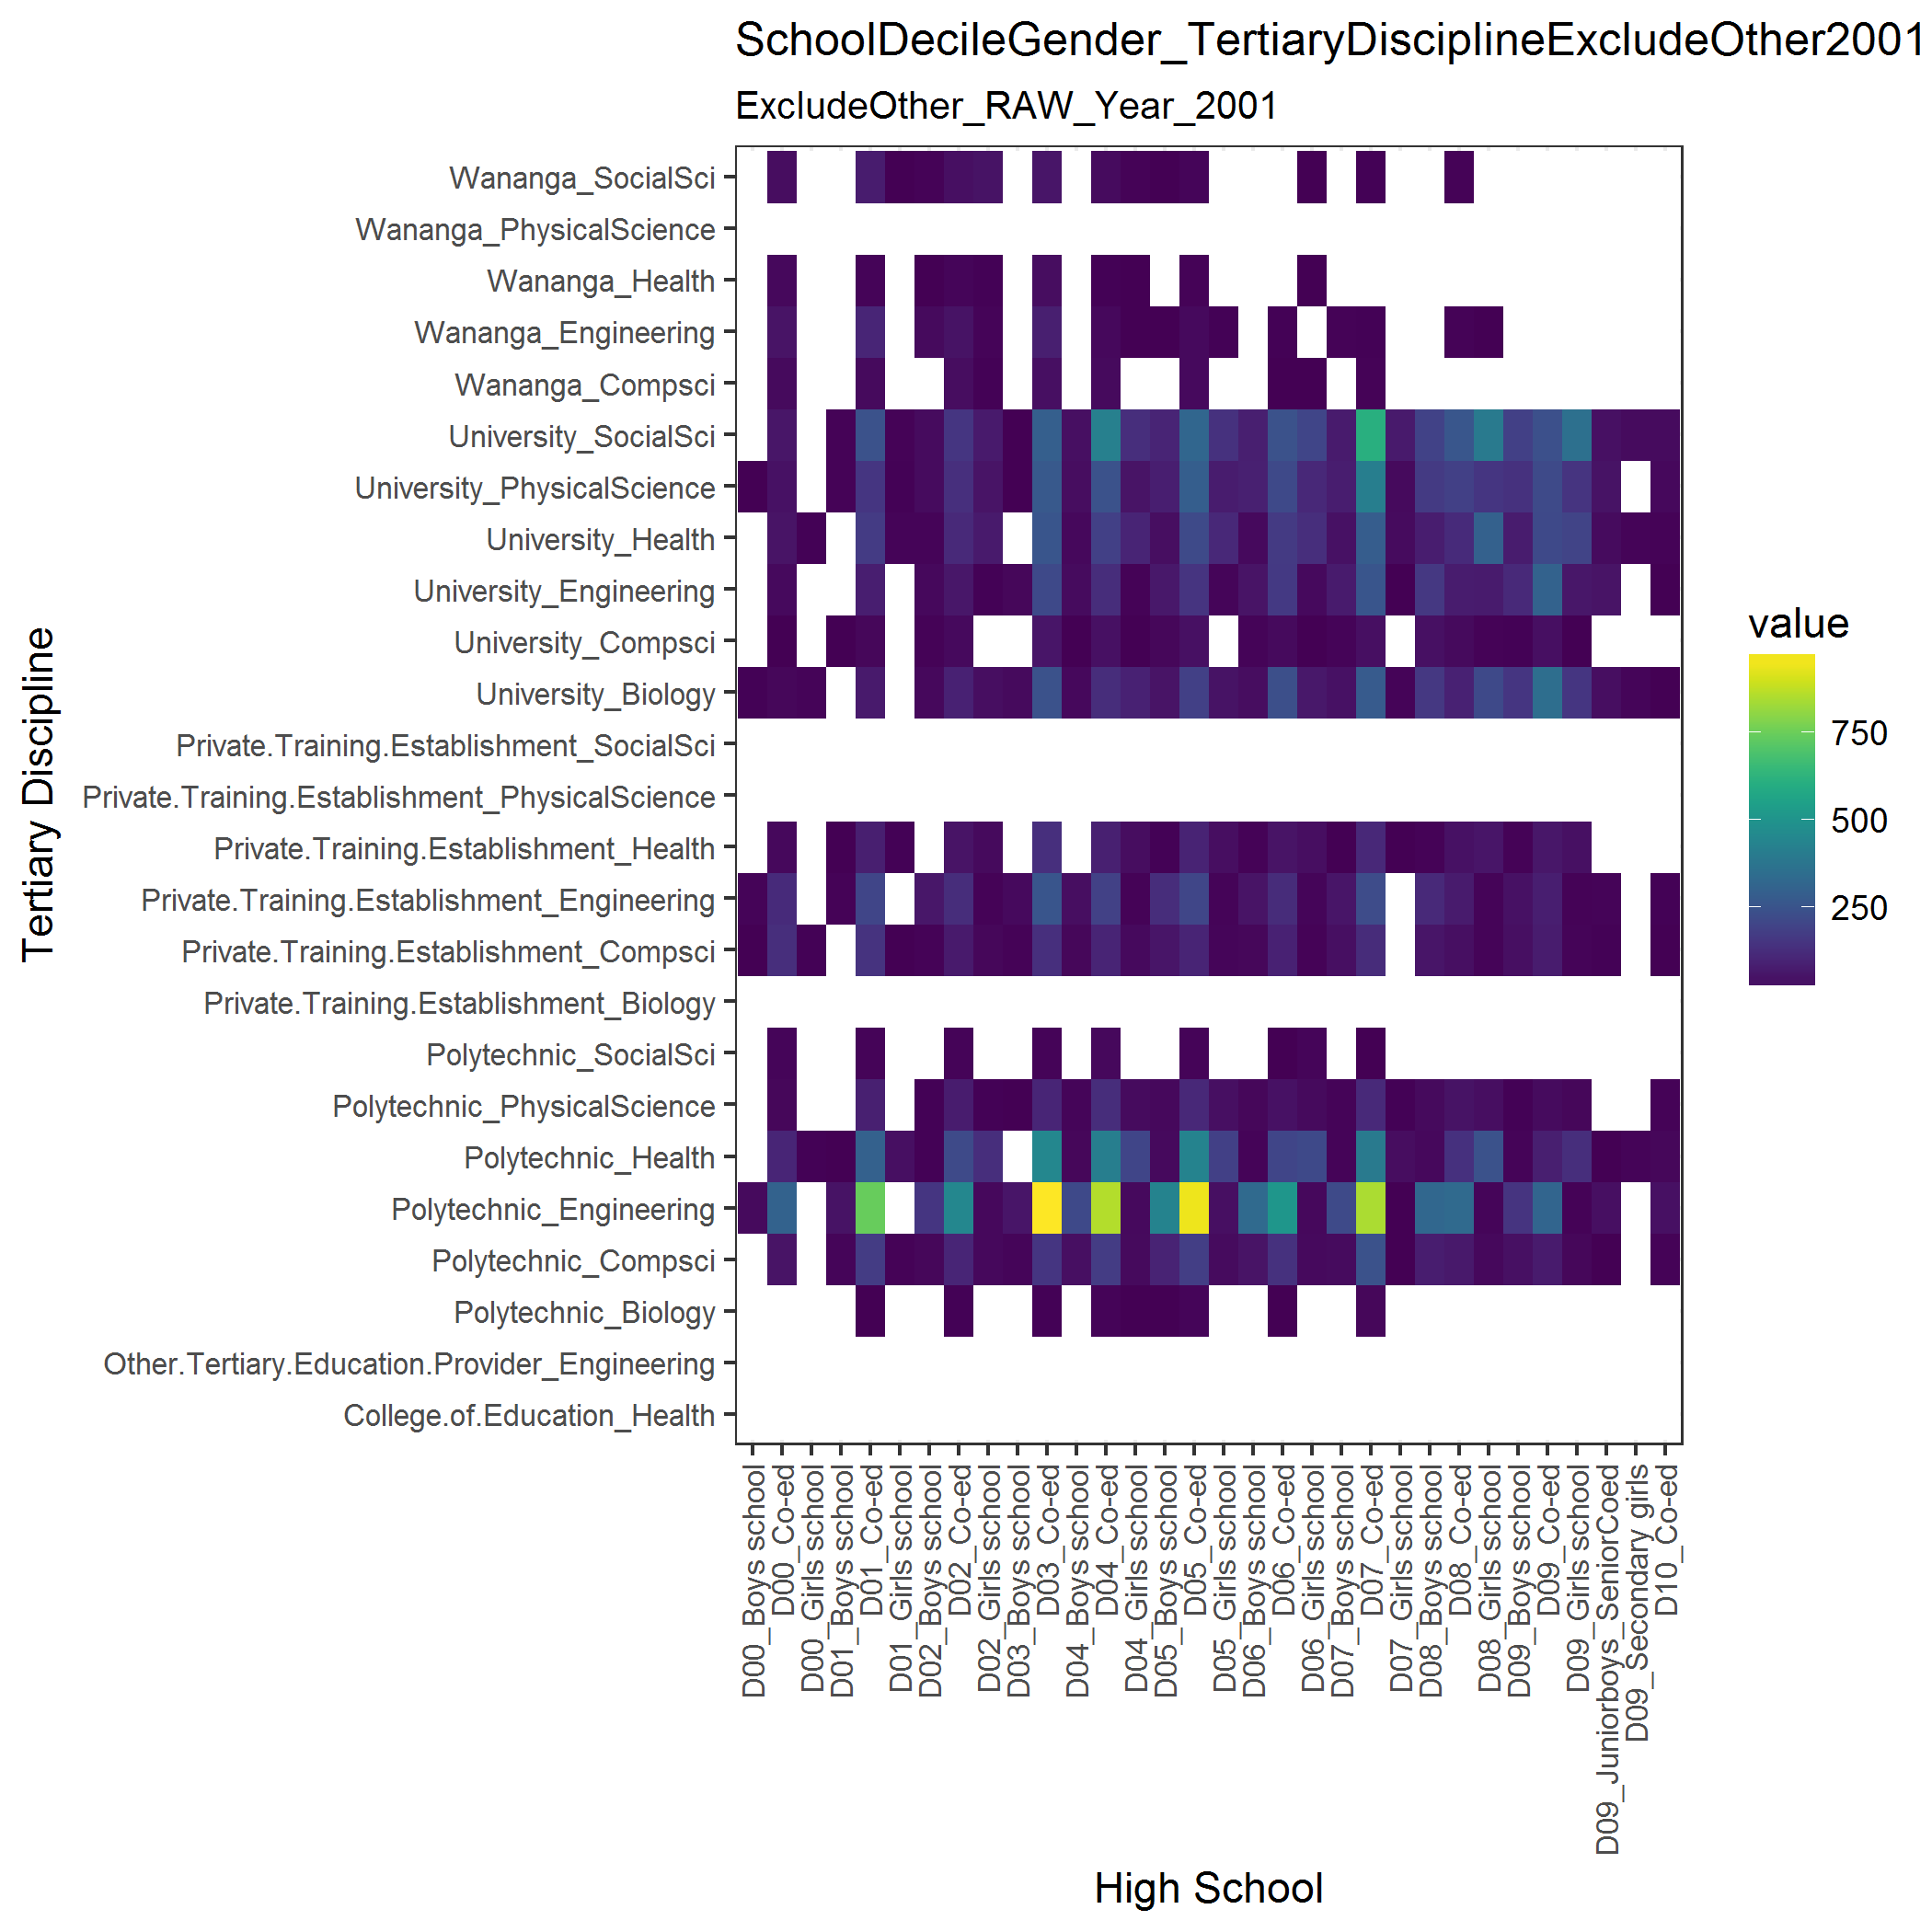 SchoolDecileGender_TertiaryDisciplineExcludeOther2001
ExcludeOther_RAW_Year_2001
Tertiary Discipline
Wananga_SocialSci
Wananga_PhysicalScience
Wananga_Health
Wananga_Engineering
Wananga_Compsci
University_SocialSci
University_PhysicalScience
University_Health
University_Engineering
University_Compsci
University_Biology
Private.Training.Establishment_SocialSci
Private.Training.Establishment_PhysicalScience
Private.Training.Establishment_Health
Private.Training.Establishment_Engineering
Private.Training.Establishment_Compsci
Private.Training.Establishment_Biology
Polytechnic_SocialSci
Polytechnic_PhysicalScience
Polytechnic_Health
Polytechnic_Engineering
Polytechnic_Compsci
Polytechnic_Biology
Other.Tertiary.Education.Provider_Engineering
College.of.Education_Health
value
750
500
250
D00_Boys school
D00_Co-ed
D00_Girls school
D01_Boys school
D01_Co-ed
D01_Girls school
D02_Boys school
D02_Co-ed
D02_Girls school
D03_Boys school
D03_Co-ed
D04_Boys school
D04_Co-ed
D04_Girls school
D05_Boys school
D05_Co-ed
D05_Girls school
D06_Boys school
D06_Co-ed
D06_Girls school
D07_Boys school
D07_Co-ed
D07_Girls school
D08_Boys school
D08_Co-ed
D08_Girls school
D09_Boys school
D09_Co-ed
D09_Girls school
D09_Juniorboys_SeniorCoed
D09_Secondary girls
D10_Co-ed
High School